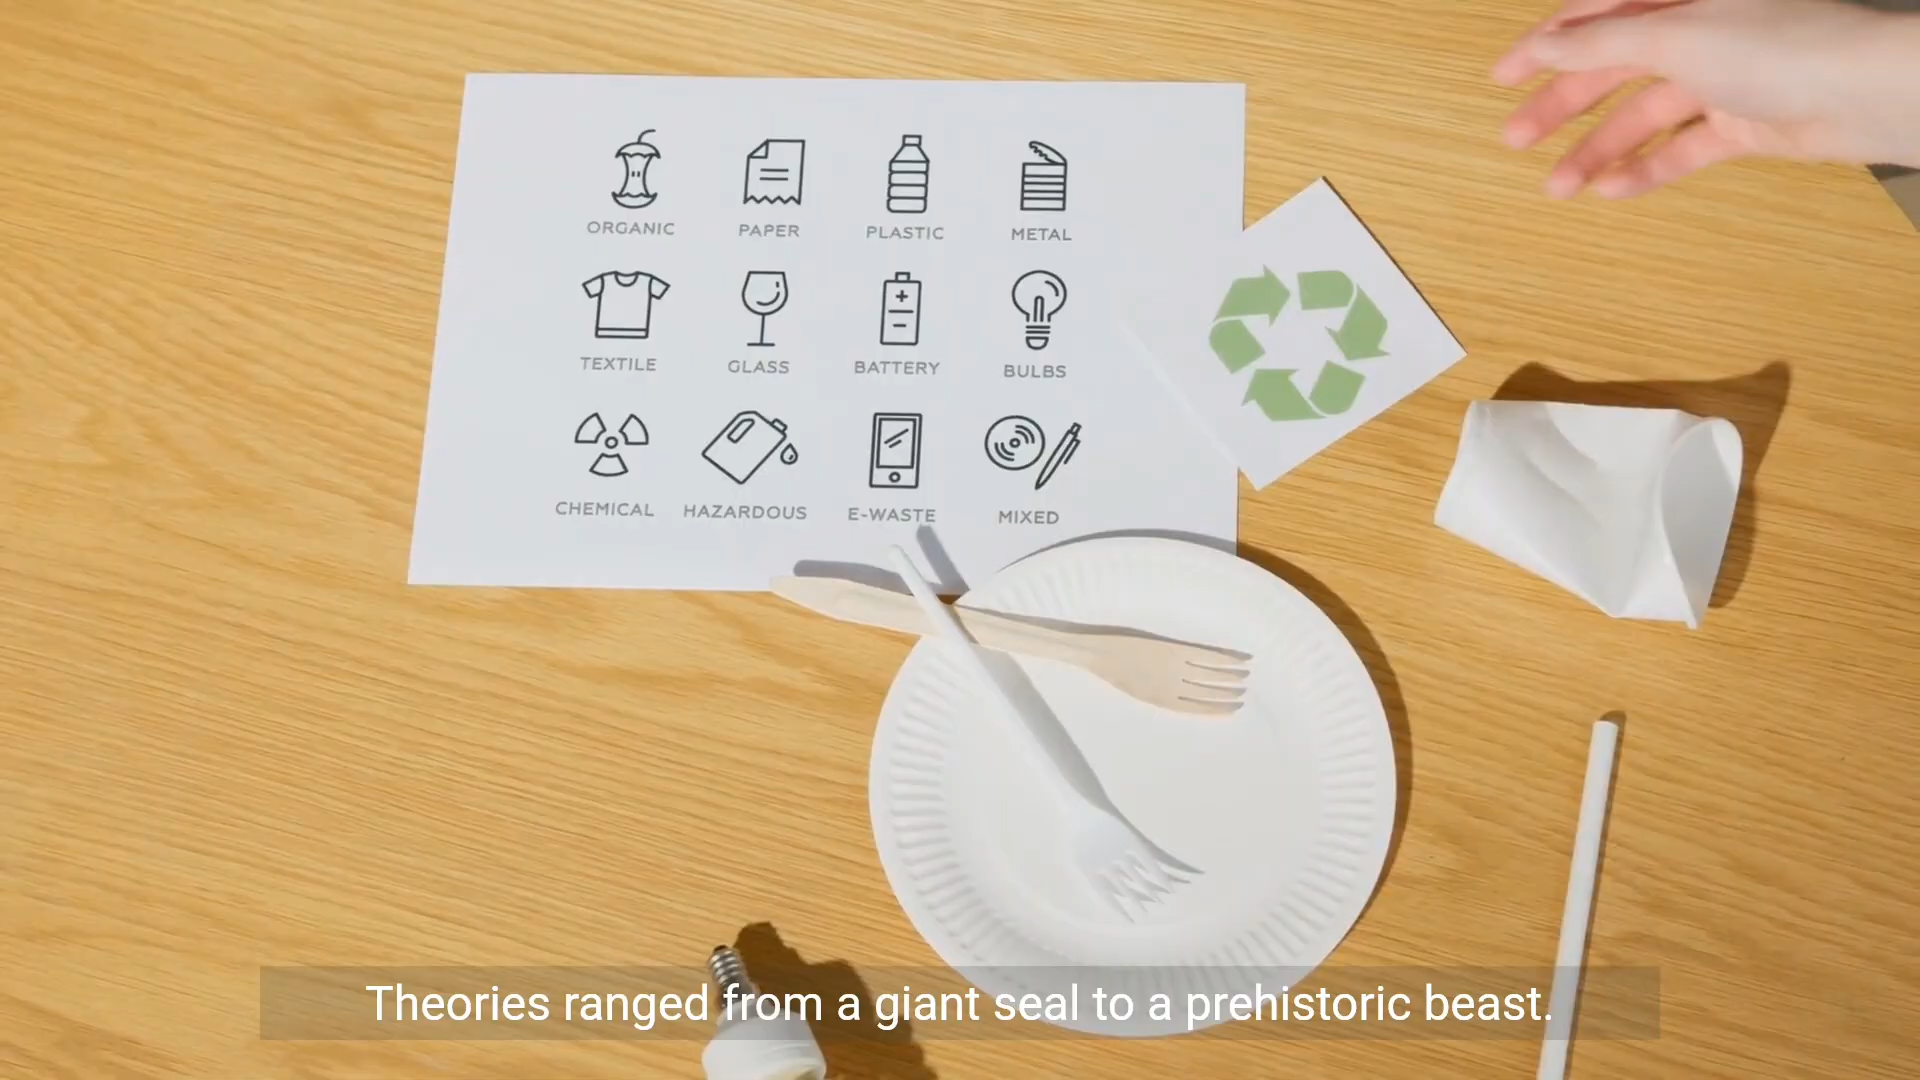 ORGANIC PAPER PLASTIC METAL
TEXTILE GLASS BATTERY BULBS
CHEMICAL HAZARDOUS E-WASTE MIXED
Theories ranged from a giant seal to a prehistoric beast.